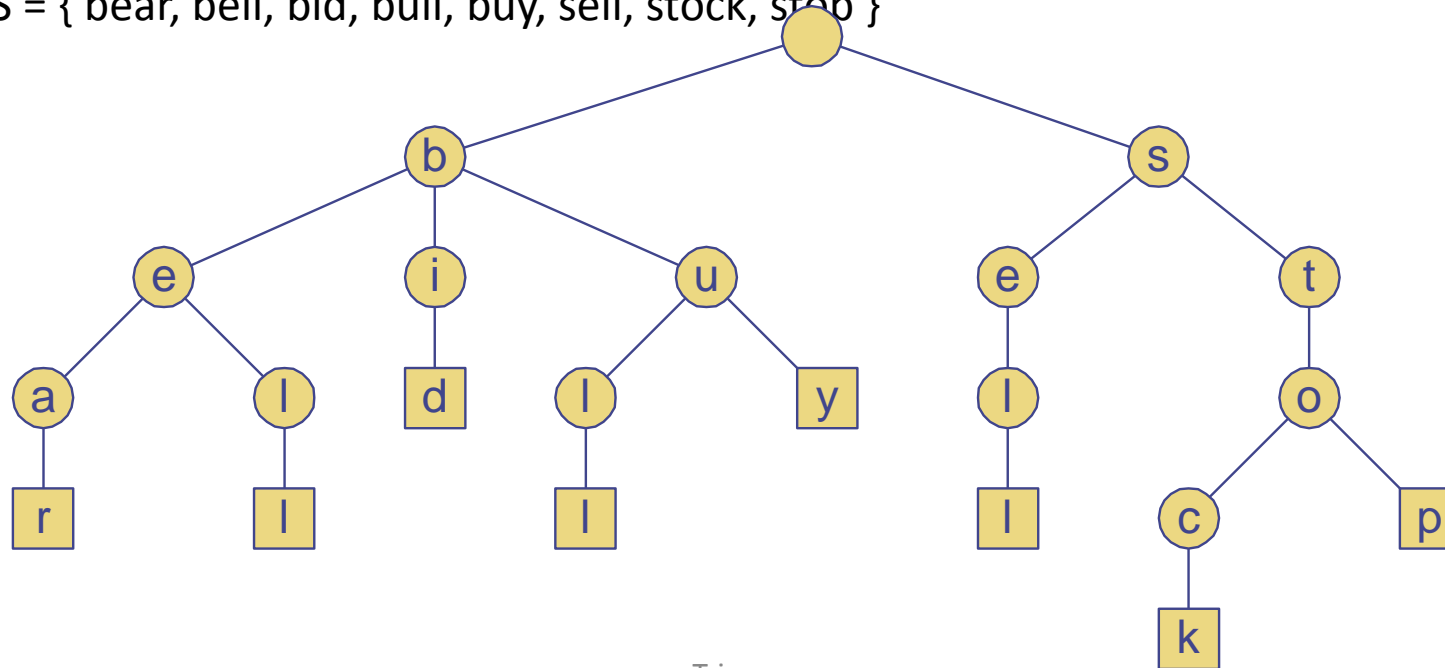 S = { bear, bell, bid, bull, buy, sell, stock, stop }
b s
e i u e t
a l d l y l o
r l l l c p
k